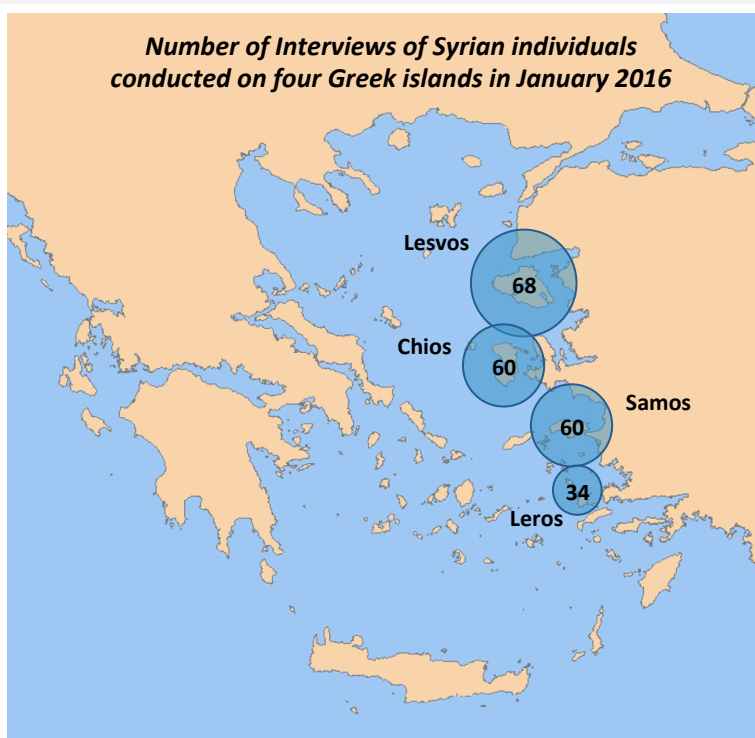 Number of Interviews of Syrian individuals
conducted on four Greek islands in January 2016
Lesvos
68
Chios
60
Samos
60
34
Leros